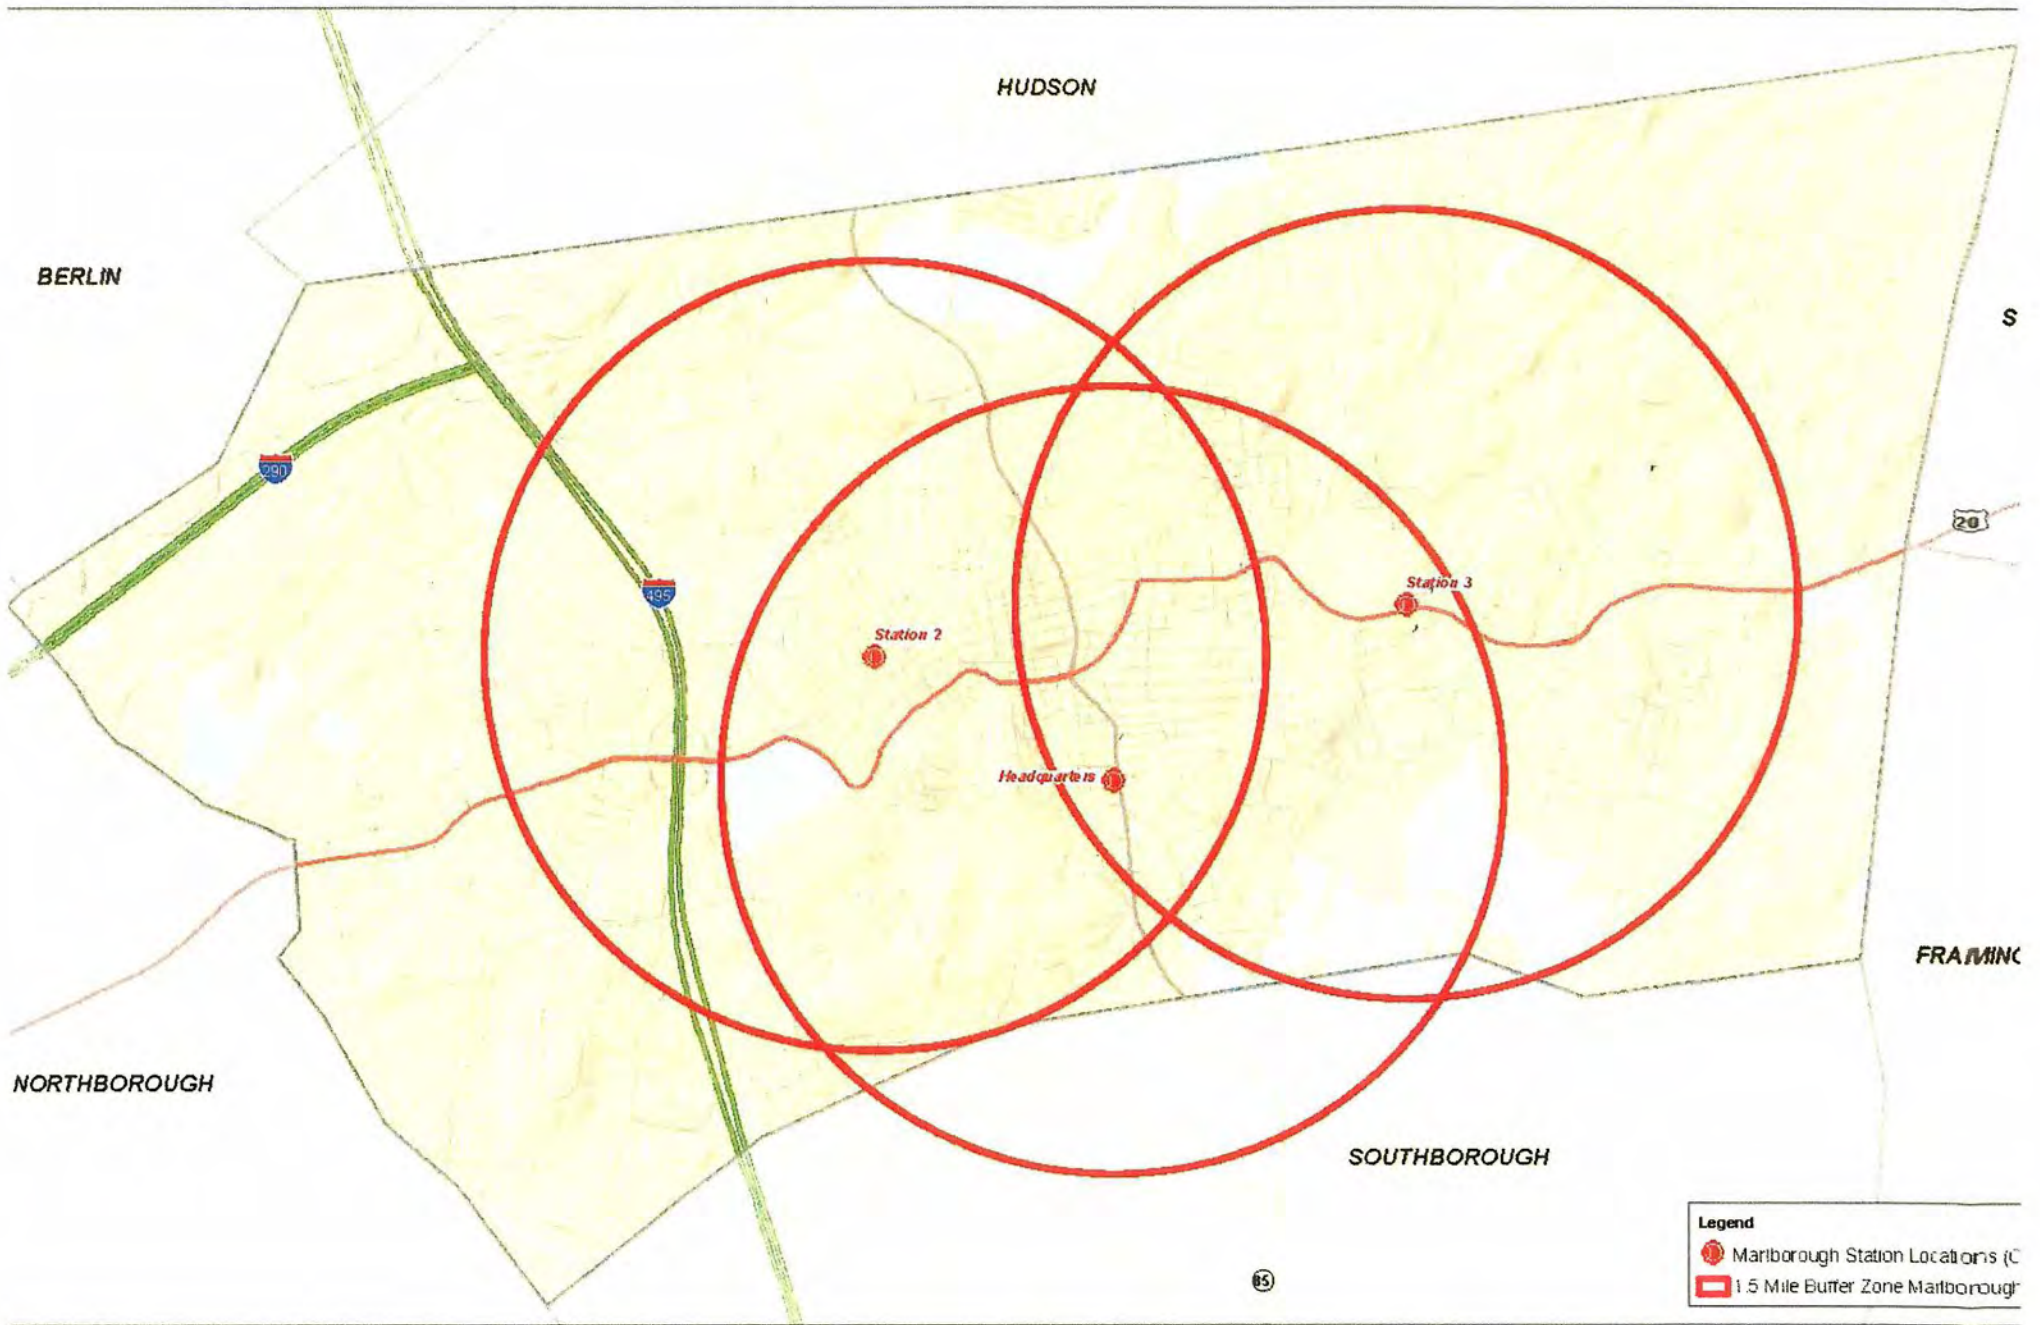 HUDSON
BERLIN
S
290
20
495
Station 3
Station 2
Headquarters
FRAMING
NORTHBOROUGH
SOUTHBOROUGH
Legend
Marlborough Station Locations (C
85
1.5 Mile Buffer Zone Marlborough